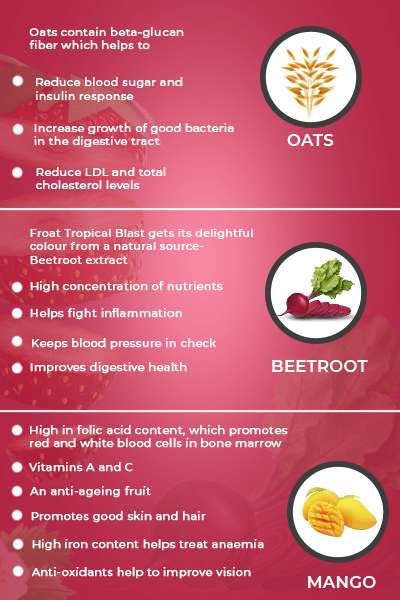 Oats contain beta-glucan
fiber which helps to
Reduce blood sugar and
insulin response
Increase growth of good bacteria
in the digestive tract
Reduce LDL and total
cholesterol levels
OATS
Froat Tropical Blast gets its delightful
colour from a natural source-
Beetroot extract
High concentration of nutrients
Helps fight inflammation
Keeps blood pressure in check
Improves digestive health
BEETROOT
High in folic acid content, which promotes
red and white blood cells in bone marrow
Vitamins A and C
An anti-ageing fruit
Promotes good skin and hair
High iron content helps treat anaemia
Anti-oxidants help to improve vision
MANGO